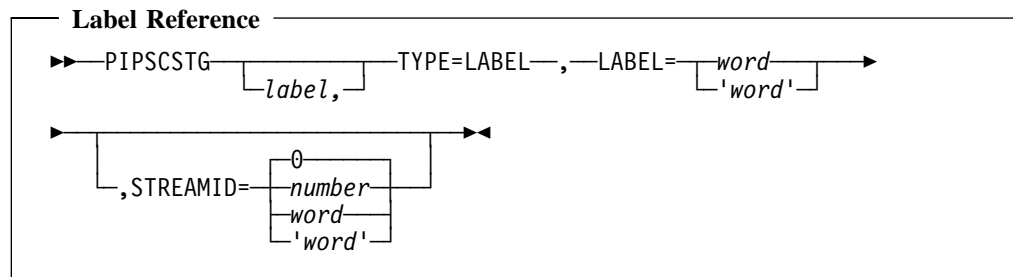 Label Reference
►►──PIPSCSTG──┬────────┬──TYPE=LABEL──,──LABEL=──┬─word───┬──►
└─label,─┘ └─'word'─┘
►──┬──────────────────────────┬──►◄
┌─0──────┐
└─,STREAMID=──┼─number─┤
├─word───┤
└─'word'─┘